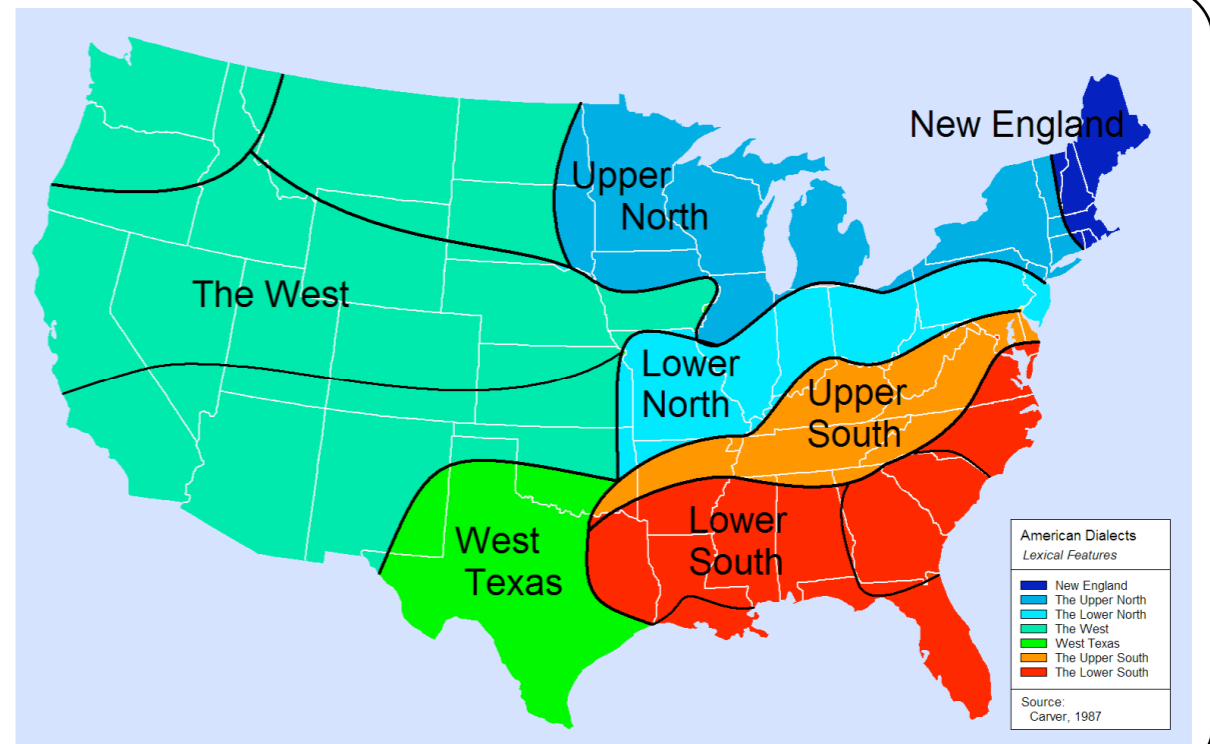 New England
Upper
North
The West
Lower
North
Upper
South
Lower
South
West
Texas
American Dialects
Lexical Features
New England
The Upper North
The Lower North
The West
West Texas
The Upper South
The Lower South
Source:
Carver, 1987